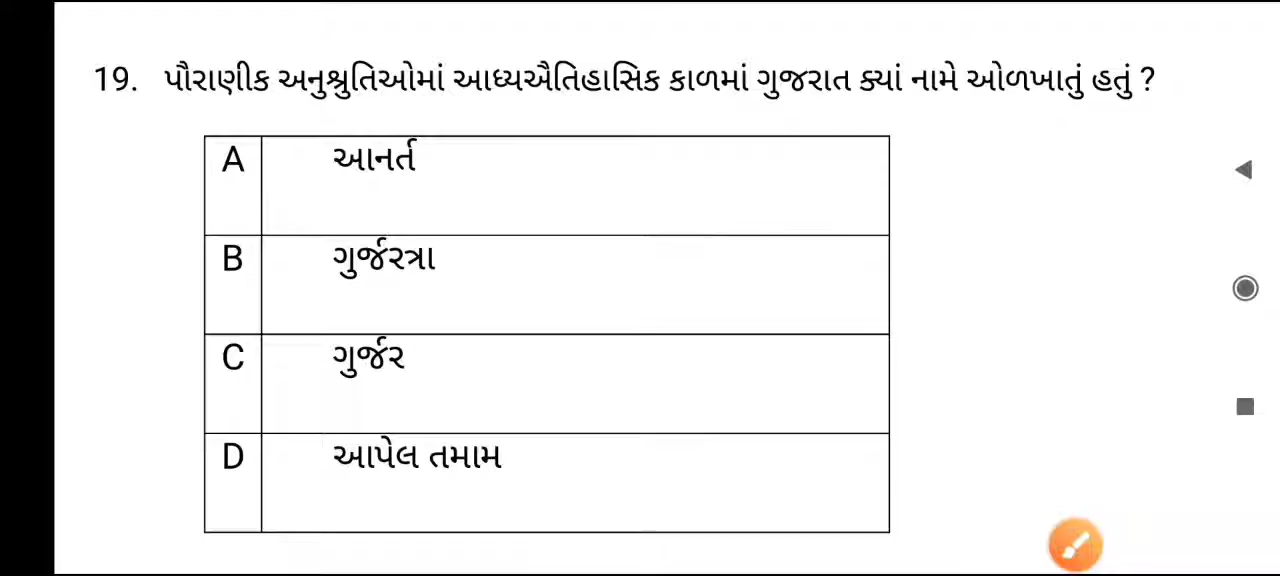 19. પૌરાણીક અનુશ્રુતિઓમાં આધ્યઐતિહાસિક કાળમાં ગુજરાત ક્યાં નામે ઓળખાતું હતું ?
A આનર્ત
B ગુર્જરત્રા
C ગુર્જર
D આપેલ તમામ